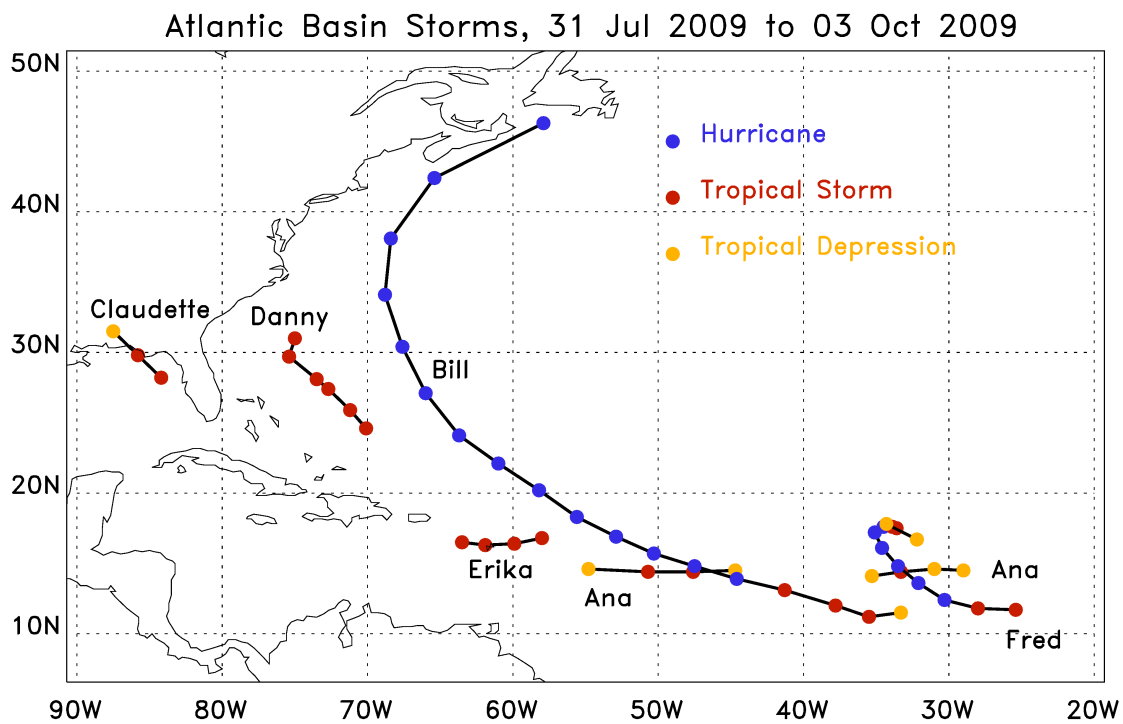 Atlantic Basin Storms, 31 Jul 2009 to 03 Oct 2009
50N
Hurricane
40N
Tropical Storm
Tropical Depression
Claudette
Danny
30N
Bill
20N
Erika
Ana
Ana
10N
Fred
90W 80W 70W 60W 50W 40W 30W 20W